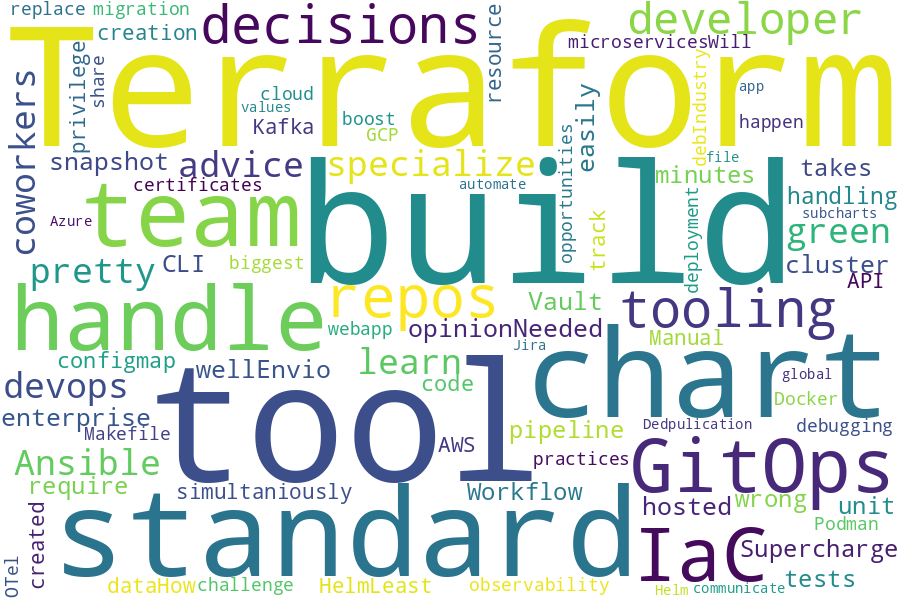 replace migration
creation
decisions
resource
developer
microservicesWill
Terraform
coworkers
privilege
share
cloud
values
Kafka
boost
GCP
easily
debIndustry
app
happen
snapshot
advice
specialize
certificates
automate
opportunities
file
minutes
takes
handling
subcharts
Azure
team
build
track
deployment
green
pretty
CLI
biggest
cluster
API
handle
repos
Vault
tooling
webapp
opinionNeeded
Jira
Manual
chart
configmap
wellEnvio
learn
code
global
Docker
devops
tool
enterprise
Makefile
AWS
pipeline
Dedpulication
debugging
Ansible
practices
GitOps
require
simultaniously
Workflow
hosted
wrong
unit
Podman
standard
created
IaC
Supercharge
OTel
dataHow
challenge
HelmLeast
observability
Helm
communicate
tests